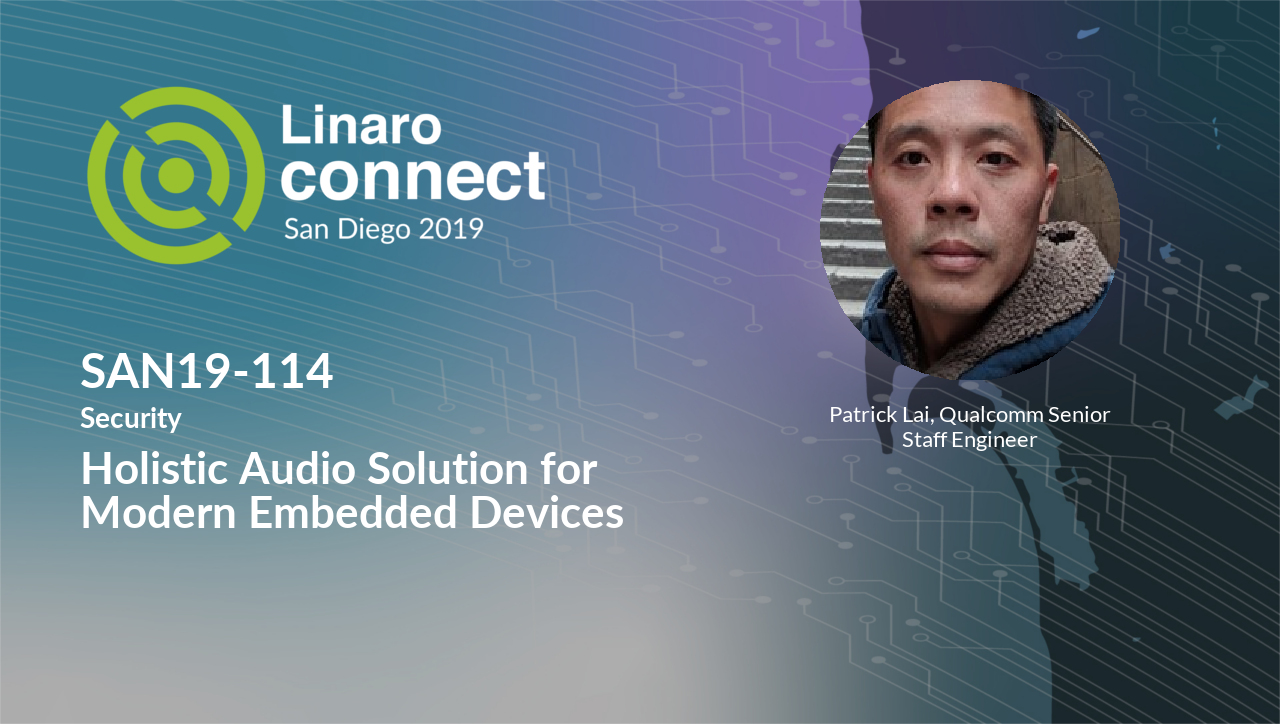 Linaro
connect
San Diego 2019
SAN19-114
Security
Holistic Audio Solution for
Modern Embedded Devices
Patrick Lai, Qualcomm Senior
Staff Engineer